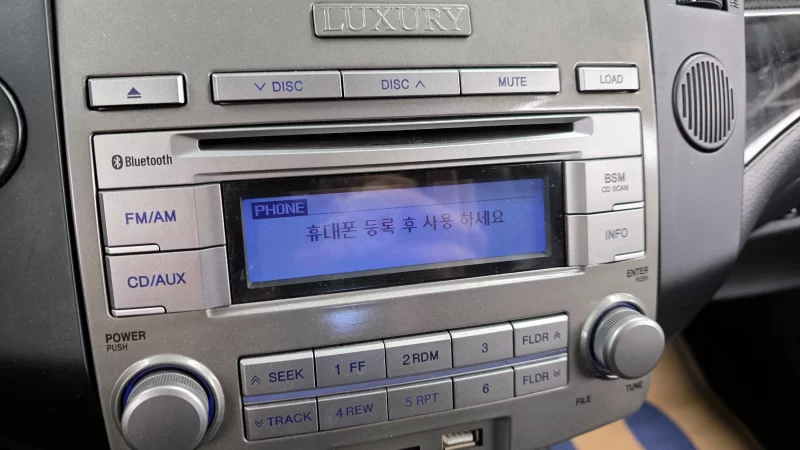 LUXURY
DISC
DISC
MUTE
LOAD
Bluetooth
BSM
CD SCAN
PHONE
휴대폰 등록 후 사용 하세요
FM/AM
INFO
CD/AUX
ENTER
PUSH
POWER
PUSH
SEEK
1 FF
2 RDM
3
FLDR
TRACK
4 REW
5 RPT
6
FLDR
FILE
TUNE